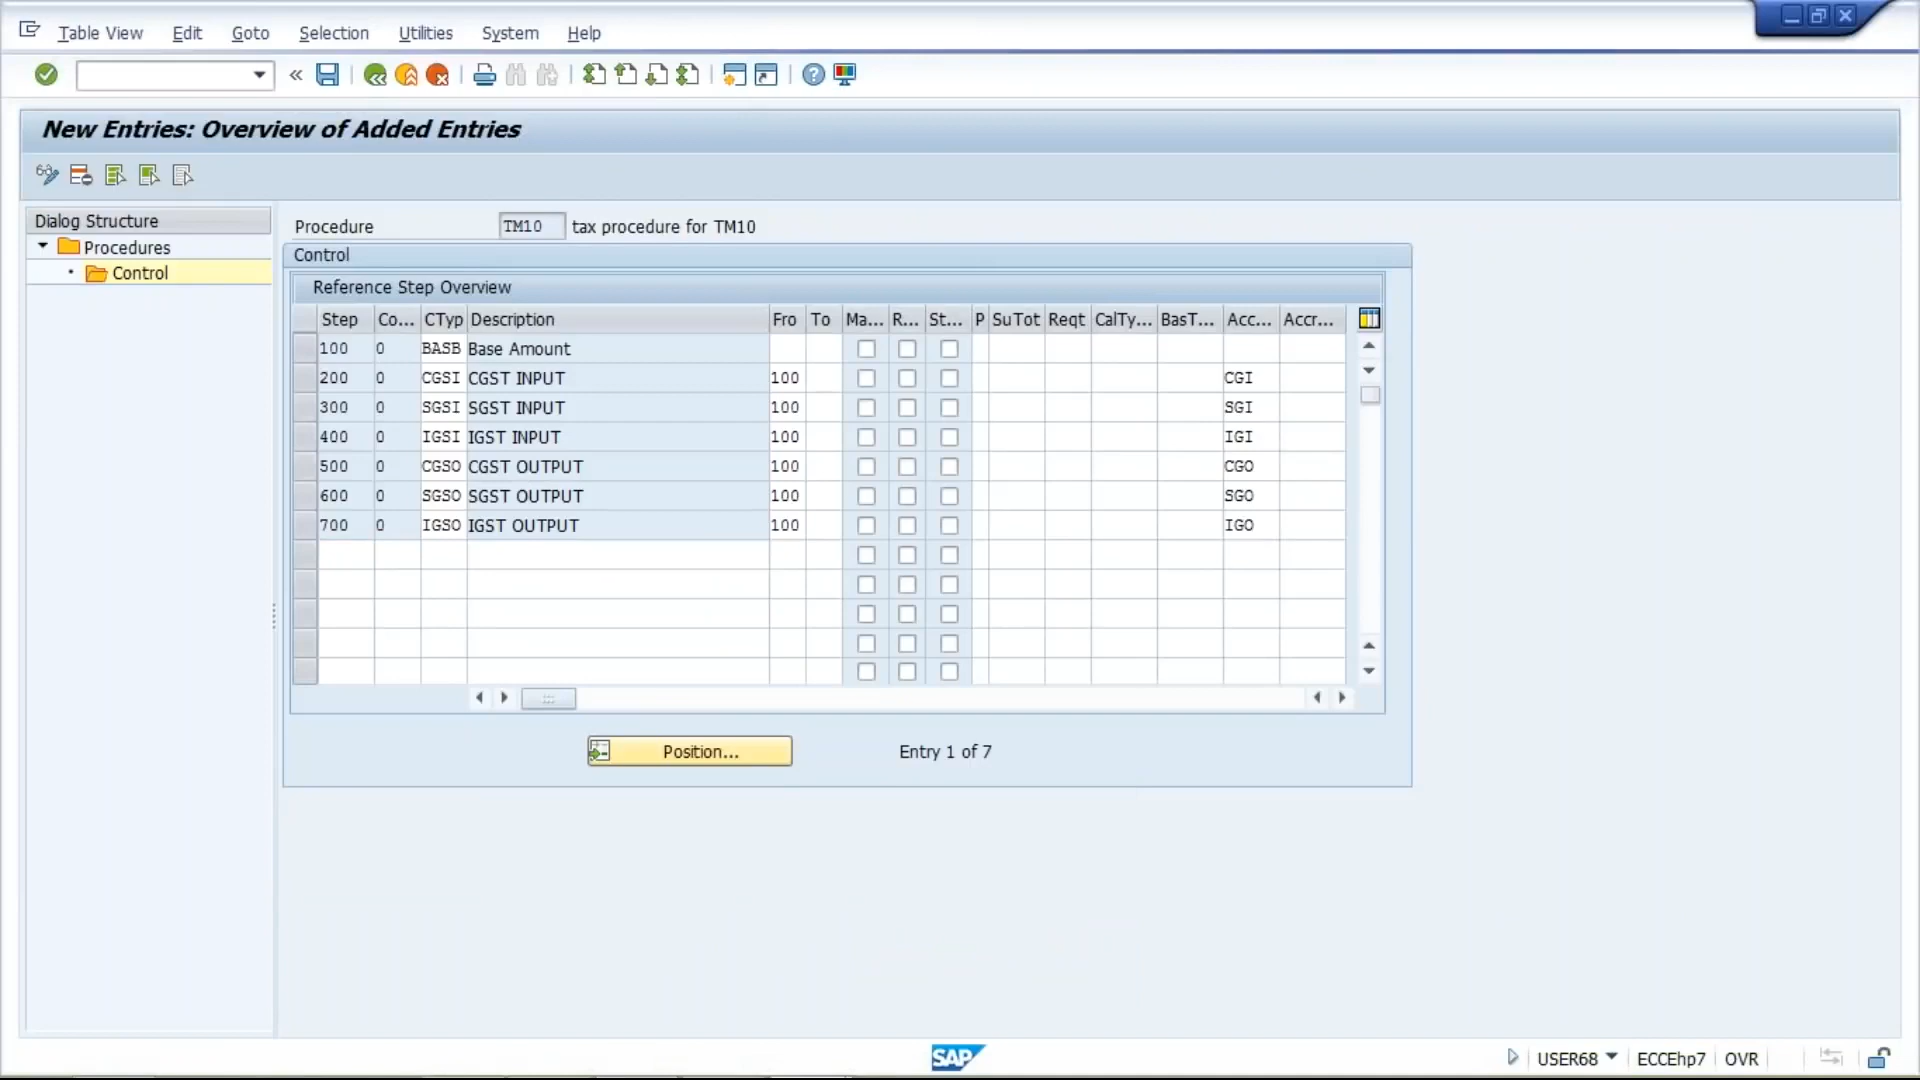 Table View Edit Goto Selection Utilities System Help
New Entries: Overview of Added Entries
Dialog Structure
Procedures
Control
Procedure TM10 tax procedure for TM10
Control
Reference Step Overview
Step Co... CTyp Description Fro To Ma... R... St... P SuTot Reqt CalTy... BasT... Acc... Accr...
100 0 BASB Base Amount
200 0 CGSI CGST INPUT 100 CGI
300 0 SGSI SGST INPUT 100 SGI
400 0 IGSI IGST INPUT 100 IGI
500 0 CGSO CGST OUTPUT 100 CGO
600 0 SGSO SGST OUTPUT 100 SGO
700 0 IGSO IGST OUTPUT 100 IGO
Position... Entry 1 of 7
SAP USER68 ECCEhp7 OVR